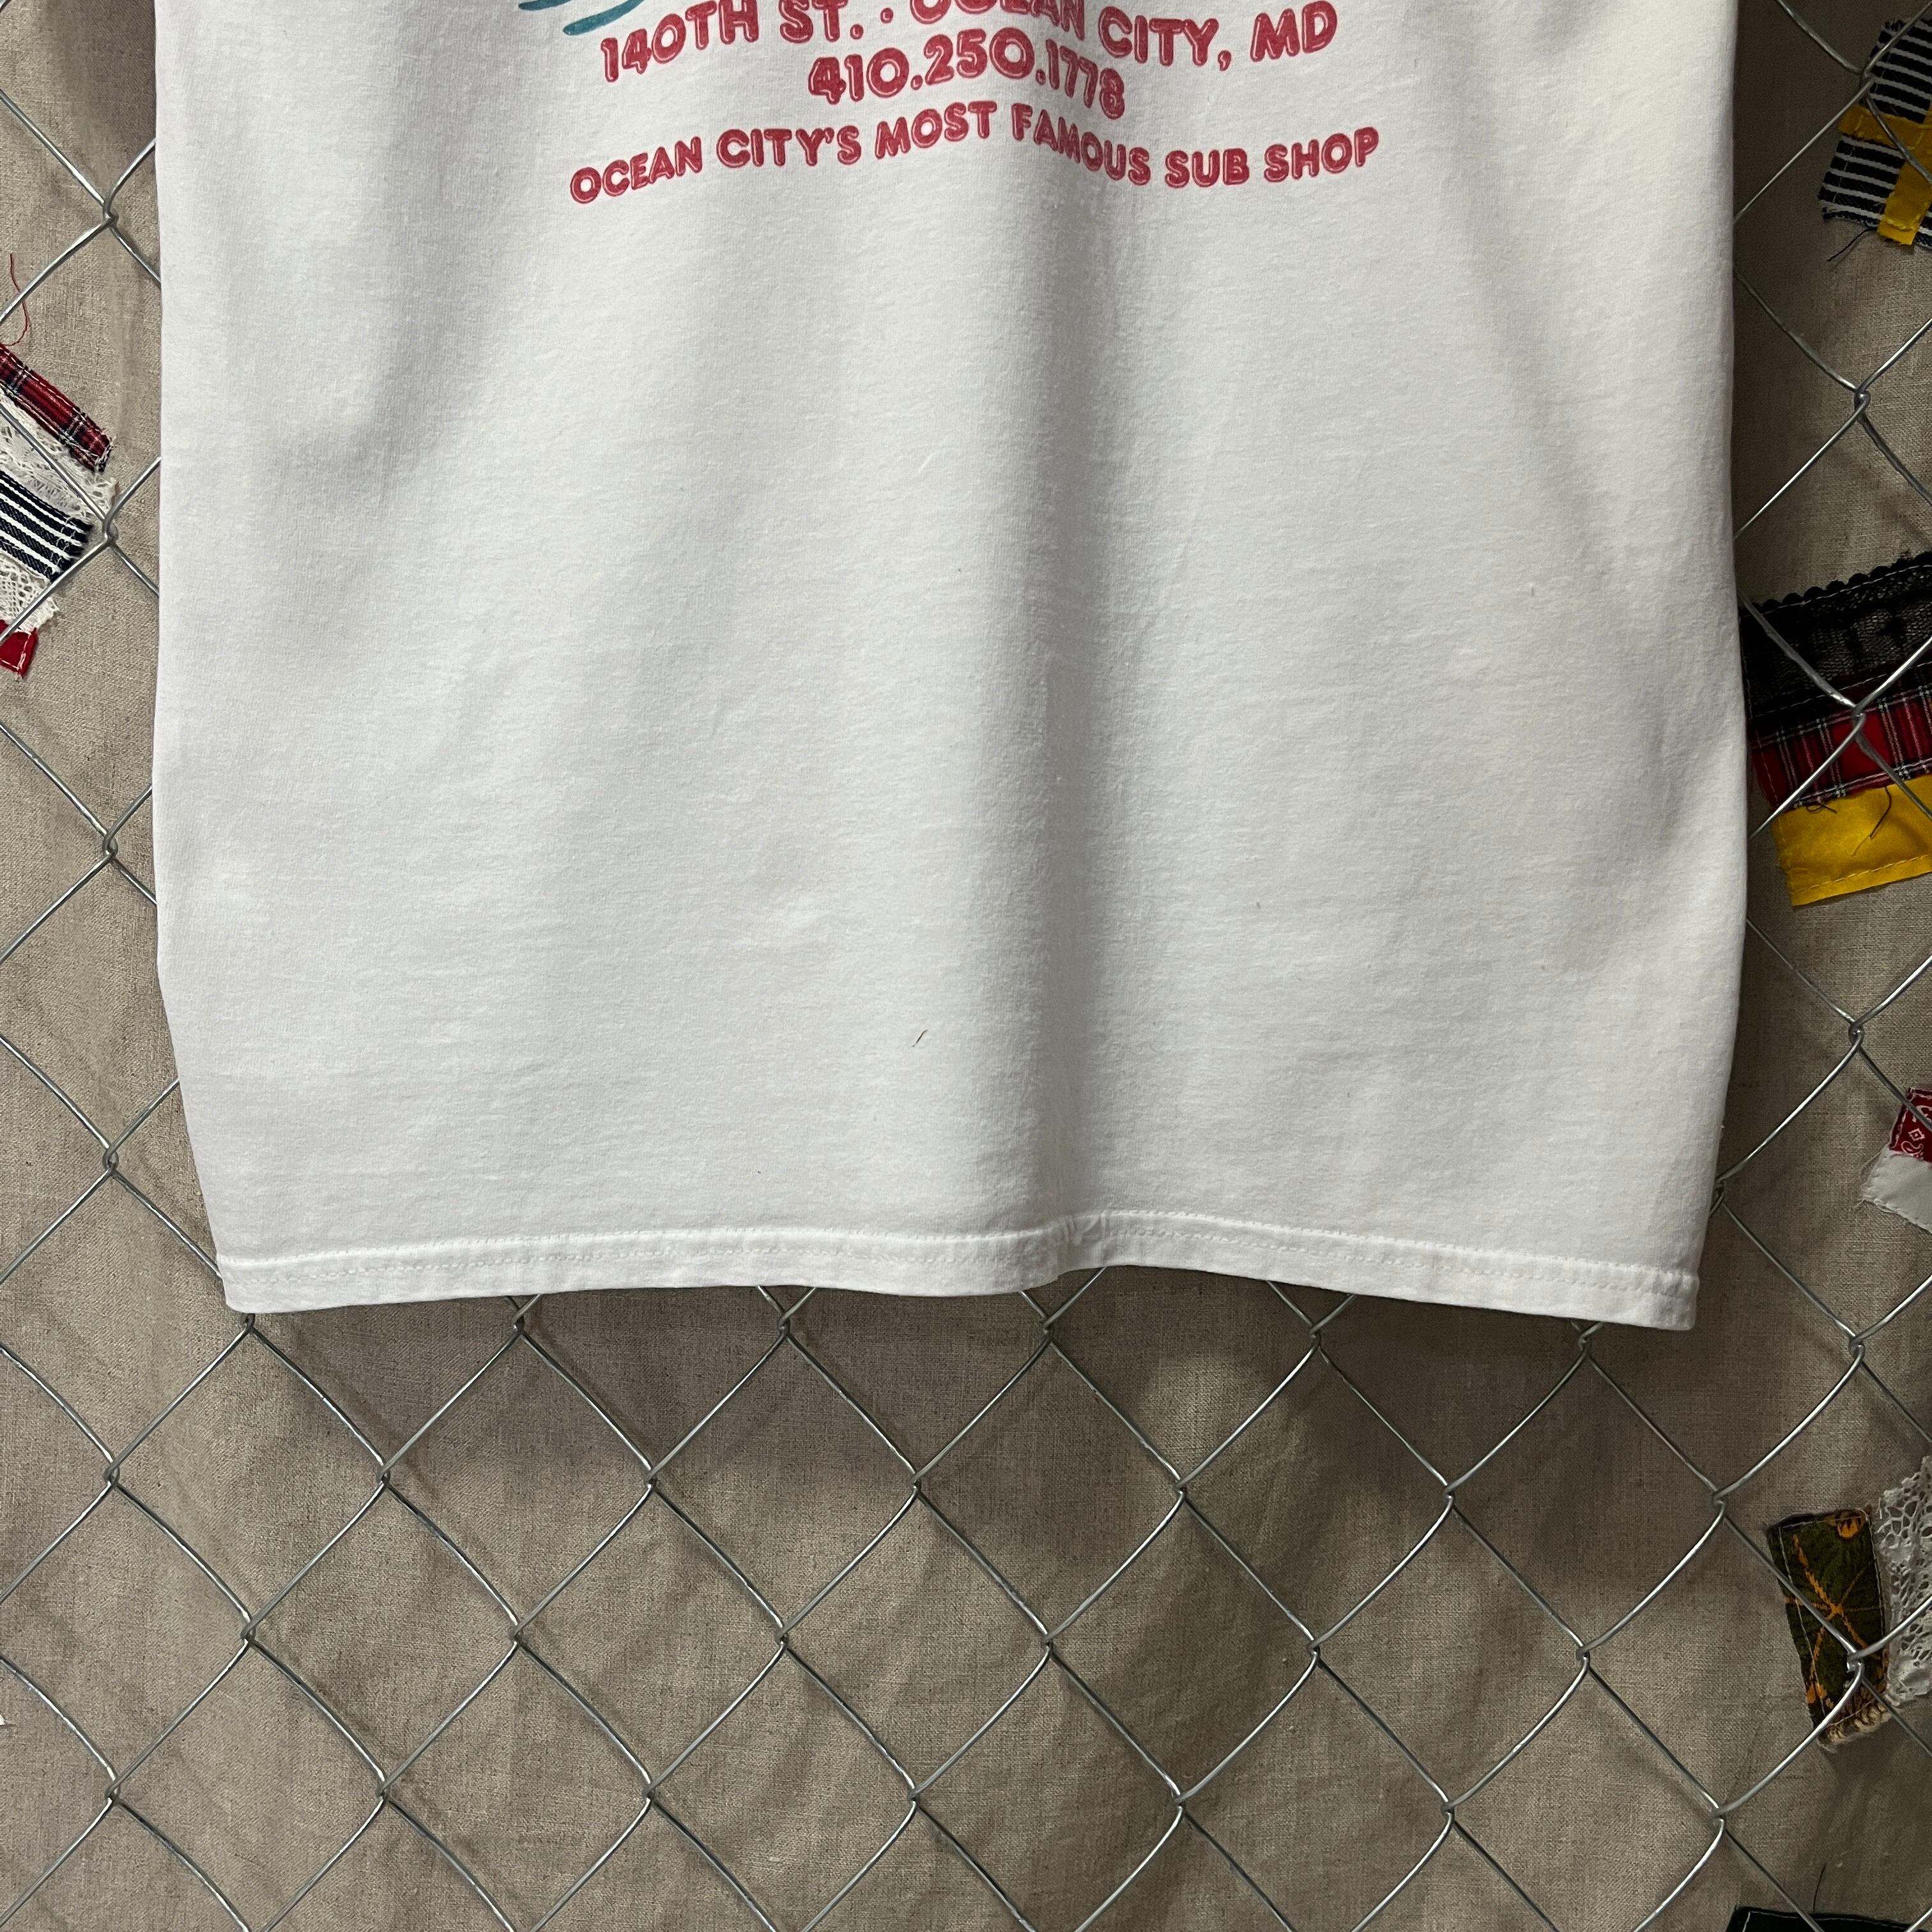 140TH ST. · OCEAN CITY, MD
410.250.1778
OCEAN CITY'S MOST FAMOUS SUB SHOP